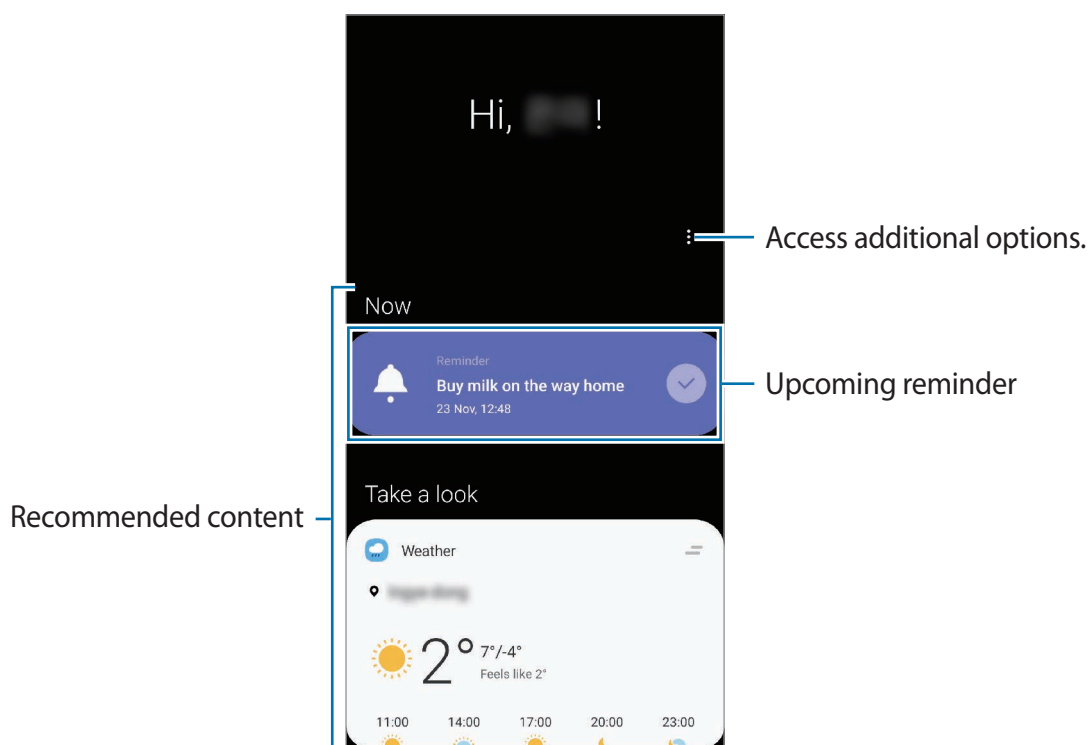 Hi, !
Access additional options.
Now
Reminder
Buy milk on the way home
23 Nov, 12:48
Upcoming reminder
Take a look
Recommended content
Weather
2° 7°/-4°
Feels like 2°
11:00 14:00 17:00 20:00 23:00